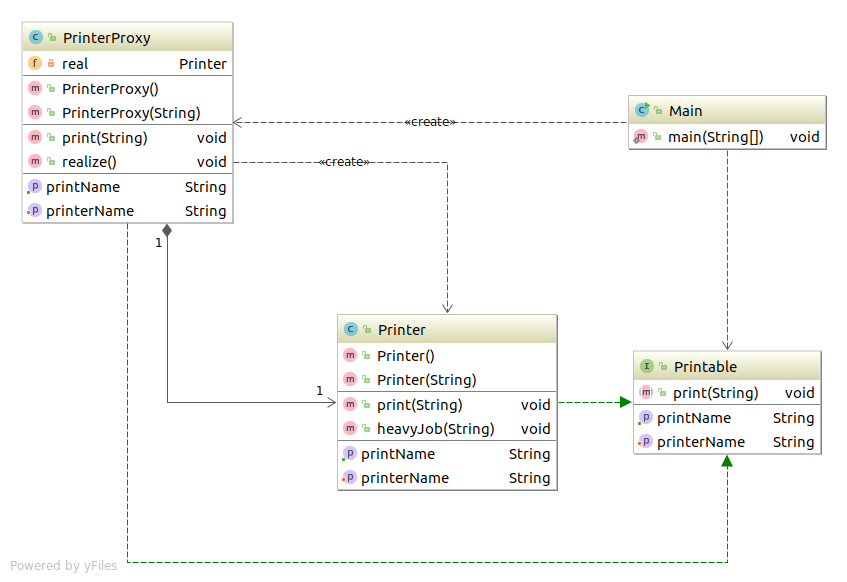 PrinterProxy
real Printer
PrinterProxy()
PrinterProxy(String)
print(String) void
realize() void
printName String
printerName String
«create»
«create»
Main
main(String[]) void
1
1
Printer
Printer()
Printer(String)
print(String) void
heavyJob(String) void
printName String
printerName String
Printable
print(String) void
printName String
printerName String
Powered by yFiles